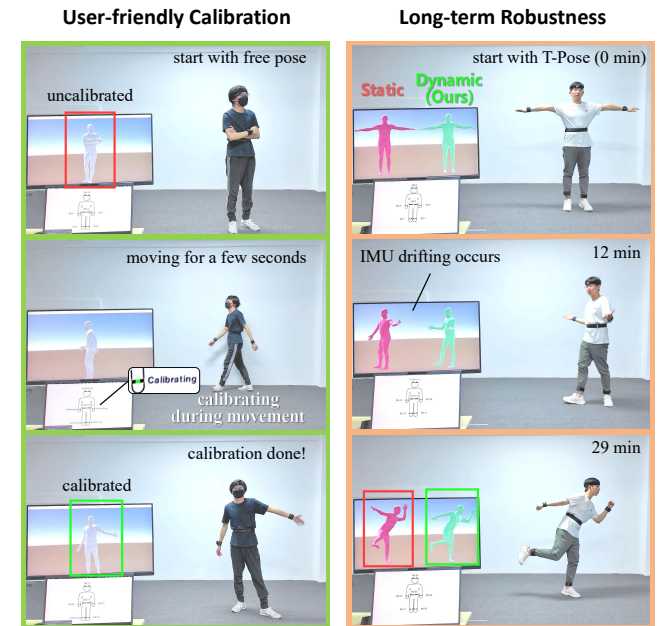 User-friendly Calibration
start with free pose
uncalibrated
moving for a few seconds
Calibrating
calibrating
during movement
calibration done!
calibrated
Long-term Robustness
start with T-Pose (0 min)
Static
Dynamic
(Ours)
IMU drifting occurs
12 min
29 min